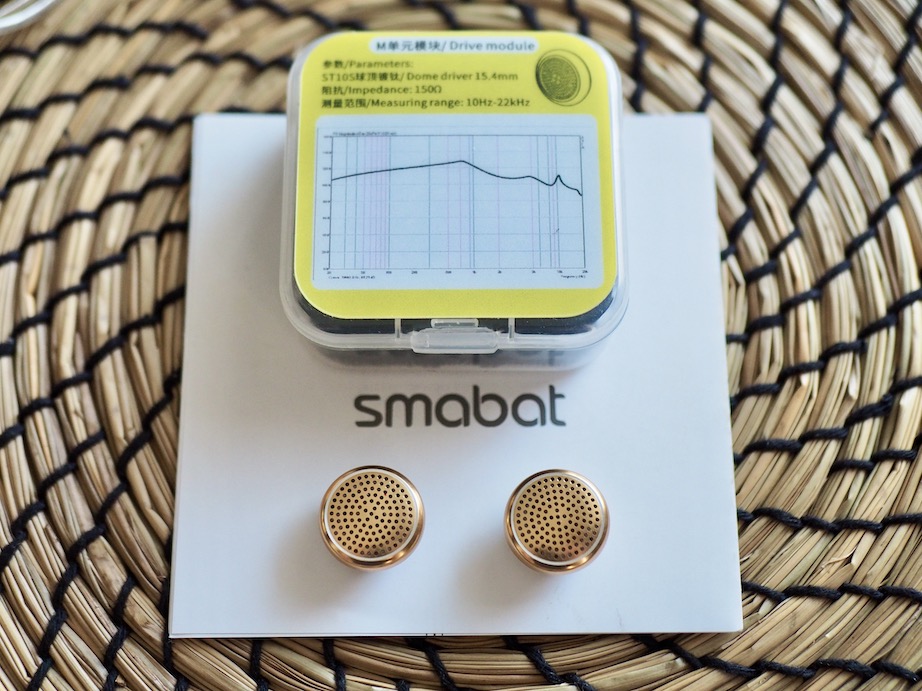 M单元模块/ Drive module
参数/Parameters:
ST10S球顶镀钛/ Dome driver 15.4mm
阻抗/Impedance: 150Ω
测量范围/Measuring range: 10Hz-22kHz
smabat